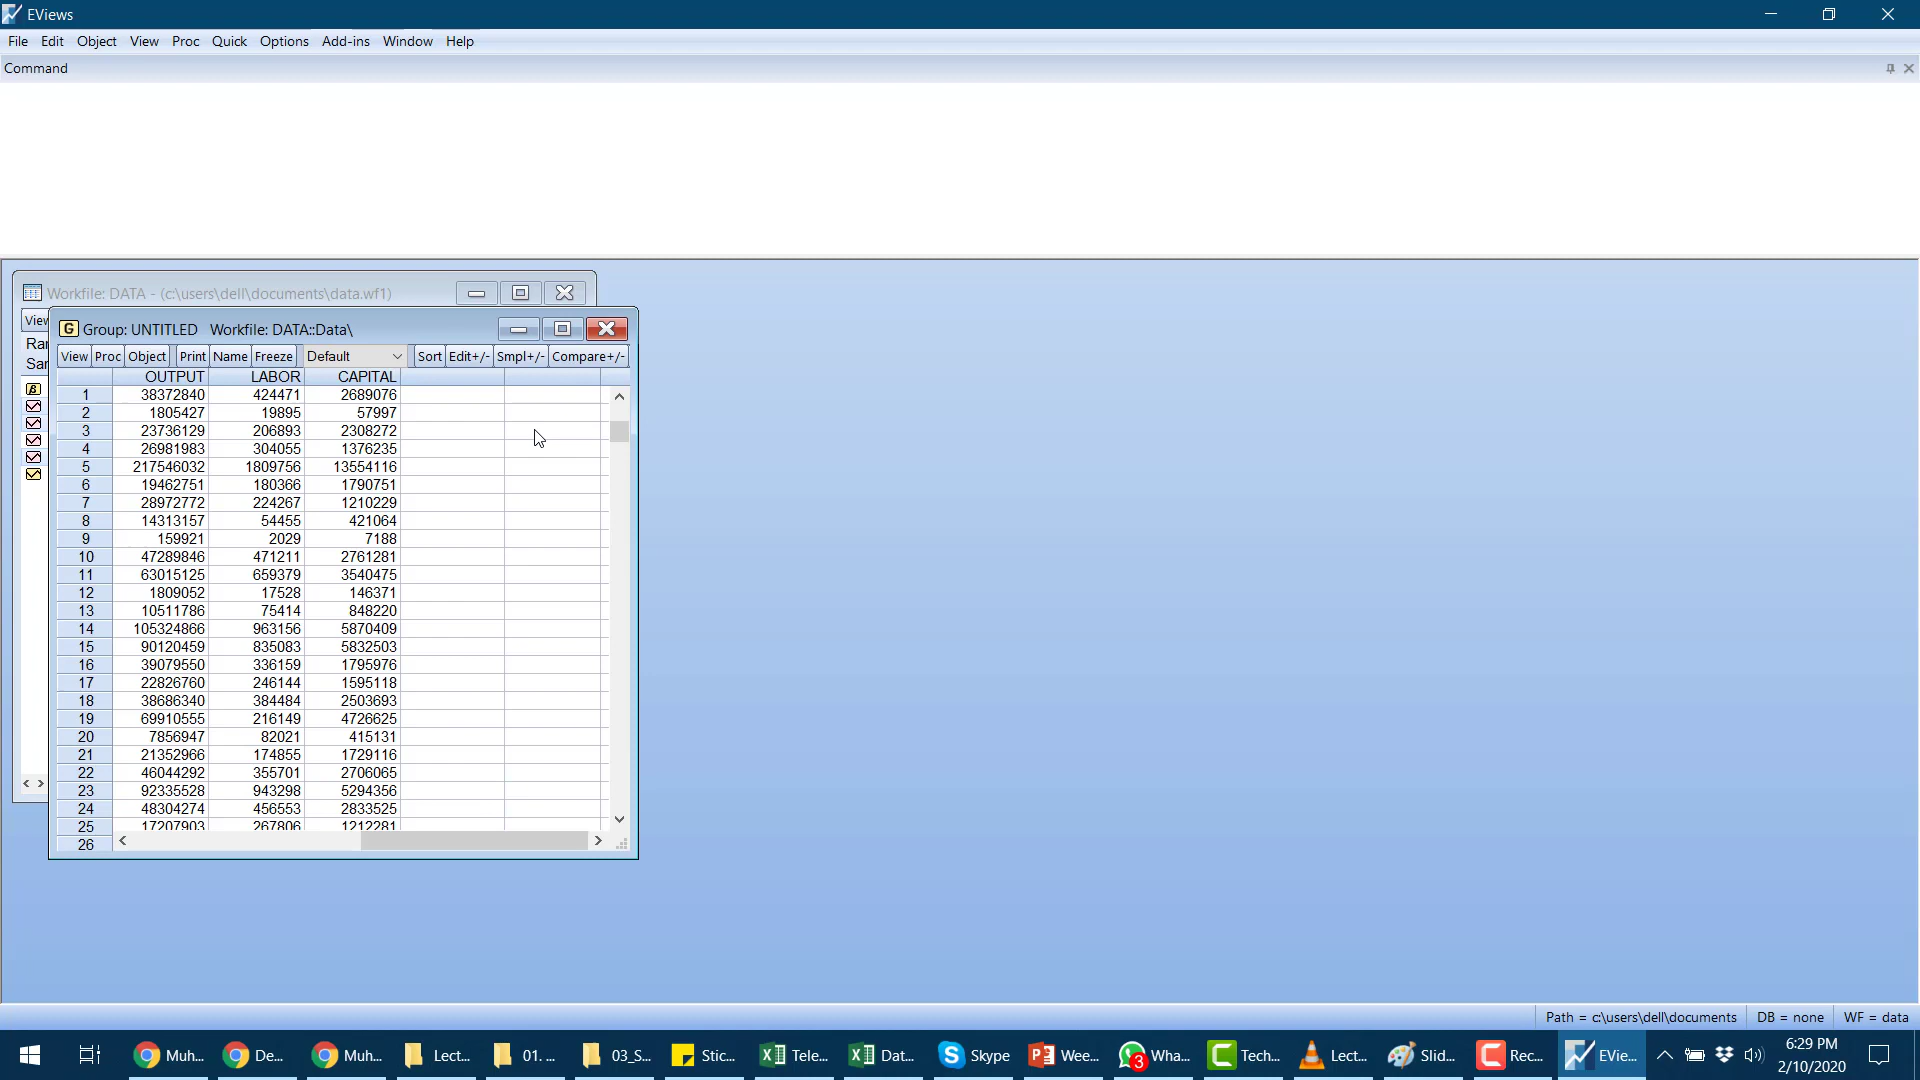 EViews
File Edit Object View Proc Quick Options Add-ins Window Help
Command
Workfile: DATA - (c:\users\dell\documents\data.wf1)
View
Group: UNTITLED Workfile: DATA::Data\
View Proc Object Print Name Freeze Default Sort Edit+/- Smpl+/- Compare+/-
OUTPUT LABOR CAPITAL
1 38372840 424471 2689076
2 1805427 19895 57997
3 23736129 206893 2308272
4 26981983 304055 1376235
5 217546032 1809756 13554116
6 19462751 180366 1790751
7 28972772 224267 1210229
8 14313157 54455 421064
9 159921 2029 7188
10 47289846 471211 2761281
11 63015125 659379 3540475
12 1809052 17528 146371
13 10511786 75414 848220
14 105324866 963156 5870409
15 90120459 835083 5832503
16 39079550 336159 1795976
17 22826760 246144 1595118
18 38686340 384484 2503693
19 69910555 216149 4726625
20 7856947 82021 415131
21 21352966 174855 1729116
22 46044292 355701 2706065
23 92335528 943298 5294356
24 48304274 456553 2833525
25 17207903 267806 1212281
26
Path = c:\users\dell\documents DB = none WF = data
Muh... De... Muh... Lect... 01. ... 03_S... Stic... Tele... Dat... Skype Wee... 3 Wha... Tech... Lect... Slid... Rec... EVie... 6:29 PM
2/10/2020